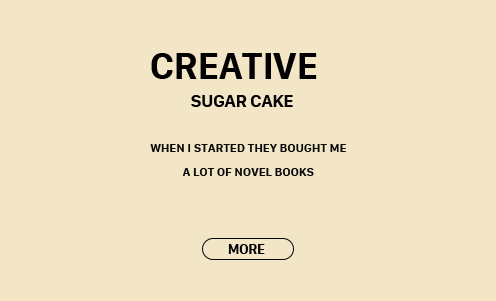 CREATIVE
SUGAR CAKE
WHEN I STARTED THEY BOUGHT ME
A LOT OF NOVEL BOOKS
MORE